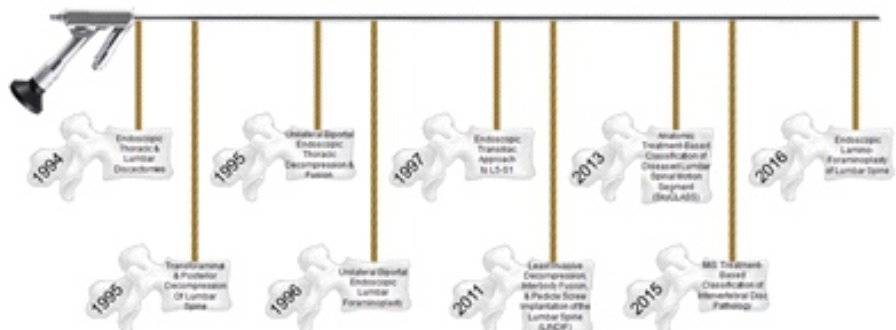 1994
Endoscopic
Thoracic &
Lumbar
Discectomies
1995
Transforaminal
& Posterior
Decompression
Of Lumbar
Spine
1995
Unilateral Biportal
Endoscopic
Thoracic
Decompression &
Fusion
1996
Unilateral Biportal
Endoscopic
Lumbar
Foraminoplasty
1997
Endoscopic
Transiliac
Approach
to L5-S1
2011
Least Invasive
Decompression,
Interbody Fusion,
& Pedicle Screw
Implantation of the
Lumbar Spine
2013
Anatomic
Treatment-Based
Classification of
Diseased Lumbar
Spinal Motion
Segment
2015
MIS Treatment-
Based
Classification of
Intervertebral Disc
Pathology
2016
Endoscopic
Lamino-
Foraminoplasty
of Lumbar Spine